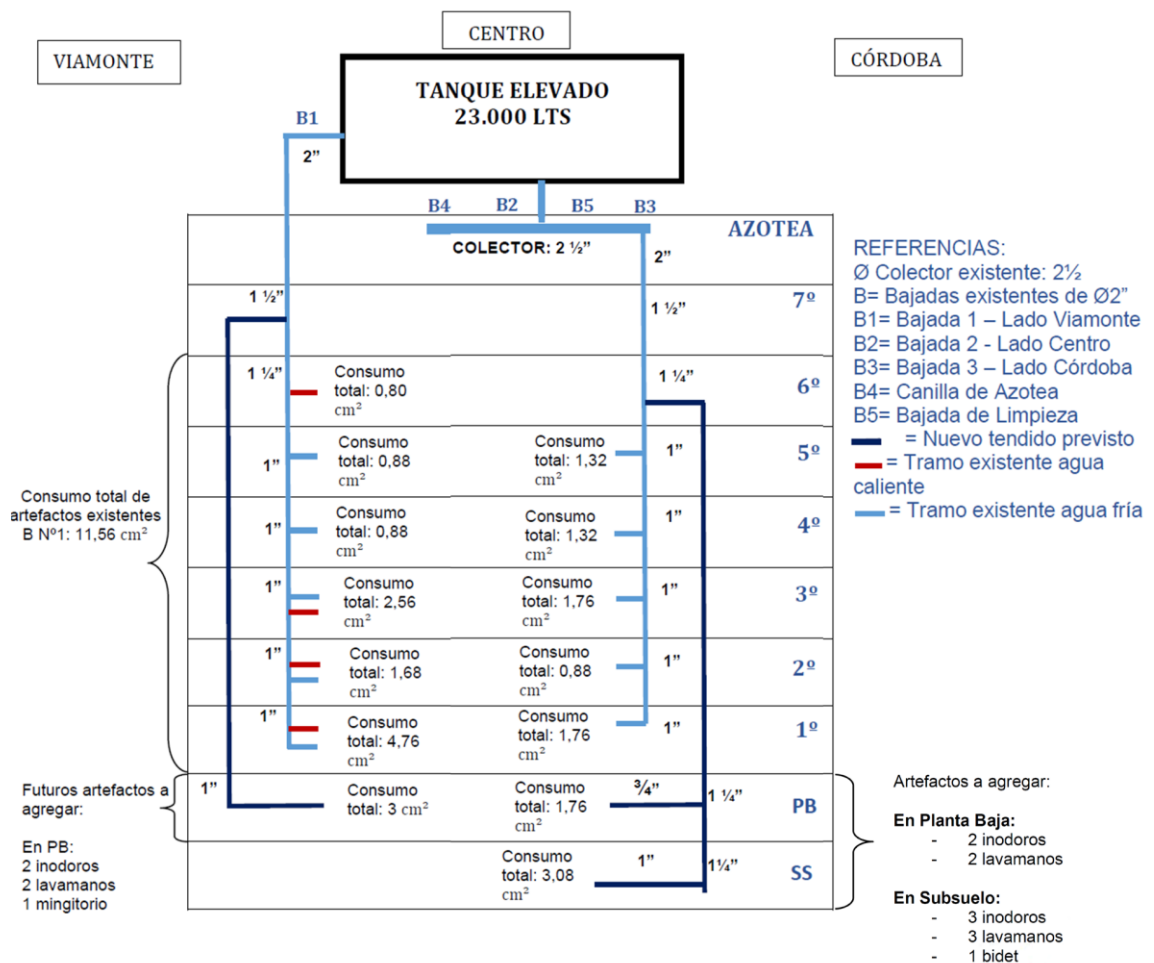 VIAMONTE
CENTRO
CÓRDOBA
TANQUE ELEVADO
23.000 LTS
B1
2”
B4 B2 B5 B3
AZOTEA
COLECTOR: 2 ½”
2”
REFERENCIAS:
Ø Colector existente: 2½
B= Bajadas existentes de Ø2”
B1= Bajada 1 – Lado Viamonte
B2= Bajada 2 - Lado Centro
B3= Bajada 3 – Lado Córdoba
B4= Canilla de Azotea
B5= Bajada de Limpieza
= Nuevo tendido previsto
= Tramo existente agua
caliente
= Tramo existente agua fría
1 ½”
1 ½”
7º
1 ¼”
Consumo
total: 0,80
cm²
1 ¼”
6º
1”
Consumo
total: 0,88
cm²
Consumo
total: 1,32
cm²
1”
5º
1”
Consumo
total: 0,88
cm²
Consumo
total: 1,32
cm²
1”
4º
1”
Consumo
total: 2,56
cm²
Consumo
total: 1,76
cm²
1”
3º
1”
Consumo
total: 1,68
cm²
Consumo
total: 0,88
cm²
1”
2º
1”
Consumo
total: 4,76
cm²
Consumo
total: 1,76
cm²
1”
1º
1”
Consumo
total: 3 cm²
Consumo
total: 1,76
cm²
¾”
1 ¼”
PB
Consumo
total: 3,08
cm²
1”
1¼”
SS
Consumo total de
artefactos existentes
B Nº1: 11,56 cm²
Futuros artefactos a
agregar:
En PB:
2 inodoros
2 lavamanos
1 mingitorio
Artefactos a agregar:
En Planta Baja:
- 2 inodoros
- 2 lavamanos
En Subsuelo:
- 3 inodoros
- 3 lavamanos
- 1 bidet